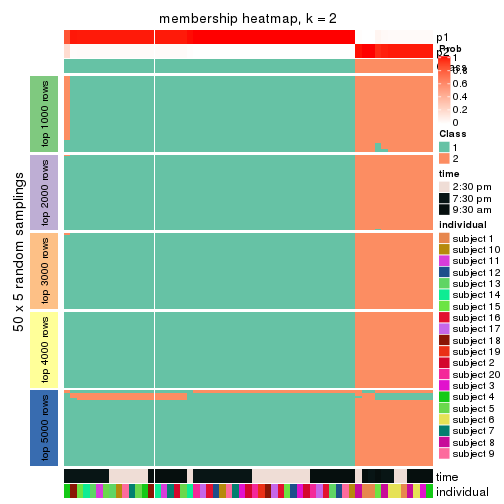 membership heatmap, k = 2
p1
p2
Class
Prob
1
0.8
0.6
0.4
0.2
0
Class
1
2
time
2:30 pm
7:30 pm
9:30 am
individual
subject 1
subject 10
subject 11
subject 12
subject 13
subject 14
subject 15
subject 16
subject 17
subject 18
subject 19
subject 2
subject 20
subject 3
subject 4
subject 5
subject 6
subject 7
subject 8
subject 9
50 x 5 random samplings
top 1000 rows
top 2000 rows
top 3000 rows
top 4000 rows
top 5000 rows
time
individual